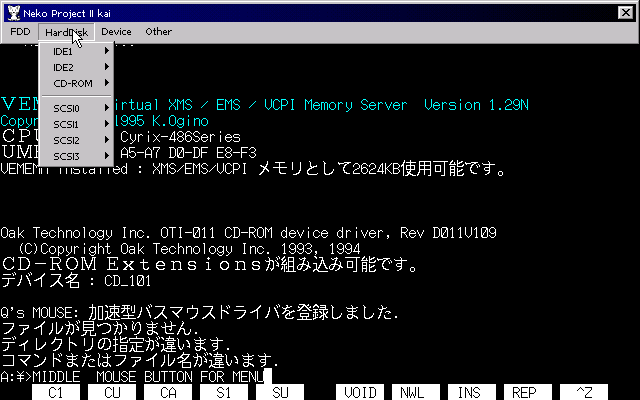 Neko Project II kai
FDD HardDisk Device Other
IDE1
IDE2
CD-ROM
SCSI0
SCSI1
SCSI2
SCSI3
VEM irtual XMS / EMS / VCPI Memory Server Version 1.29N
Copyr 1995 K.Ogino
CPU Cyrix-486Series
UMB A5-A7 D0-DF E8-F3
VEMEMM installed : XMS/EMS/VCPI メモリとして2624KB使用可能です。
Oak Technology Inc. OTI-011 CD-ROM device driver, Rev D011V109
(C)Copyright Oak Technology Inc. 1993, 1994
CD-ROM Extensionsが組み込み可能です。
デバイス名 : CD_101
Q's MOUSE: 加速型バスマウスドライバを登録しました.
ファイルが見つかりません.
ディレクトリの指定が違います.
コマンドまたはファイル名が違います.
A:¥>MIDDLE MOUSE BUTTON FOR MENU
C1 CU CA S1 SU VOID NWL INS REP ^Z